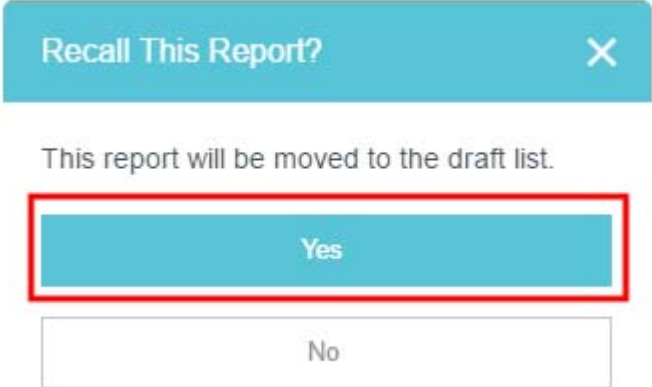 Recall This Report?
This report will be moved to the draft list.
Yes
No